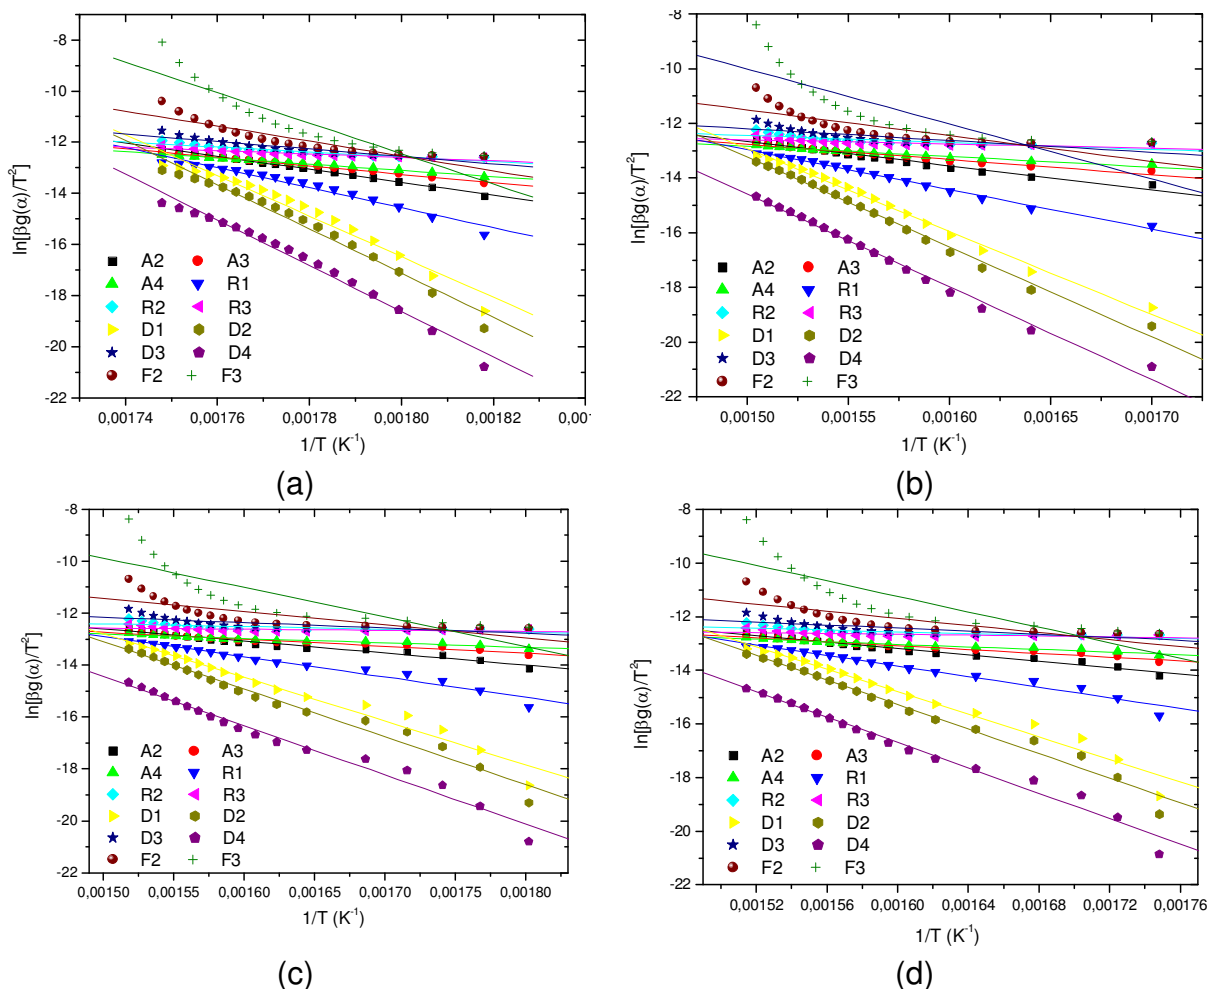 -8
-10
-12
-14
-16
-18
-20
-22
ln[βg(α)/T²]
A2 A3
A4 R1
R2 R3
D1 D2
D3 D4
F2 F3
0,00174 0,00176 0,00178 0,00180 0,00182
1/T (K⁻¹)
(a)
-8
-10
-12
-14
-16
-18
-20
-22
ln[βg(α)/T²]
A2 A3
A4 R1
R2 R3
D1 D2
D3 D4
F2 F3
0,00150 0,00155 0,00160 0,00165 0,00170
1/T (K⁻¹)
(b)
-8
-10
-12
-14
-16
-18
-20
-22
ln[βg(α)/T²]
A2 A3
A4 R1
R2 R3
D1 D2
D3 D4
F2 F3
0,00150 0,00155 0,00160 0,00165 0,00170 0,00175 0,00180
1/T (K⁻¹)
(c)
-8
-10
-12
-14
-16
-18
-20
-22
ln[βg(α)/T²]
A2 A3
A4 R1
R2 R3
D1 D2
D3 D4
F2 F3
0,00152 0,00156 0,00160 0,00164 0,00168 0,00172 0,00176
1/T (K⁻¹)
(d)